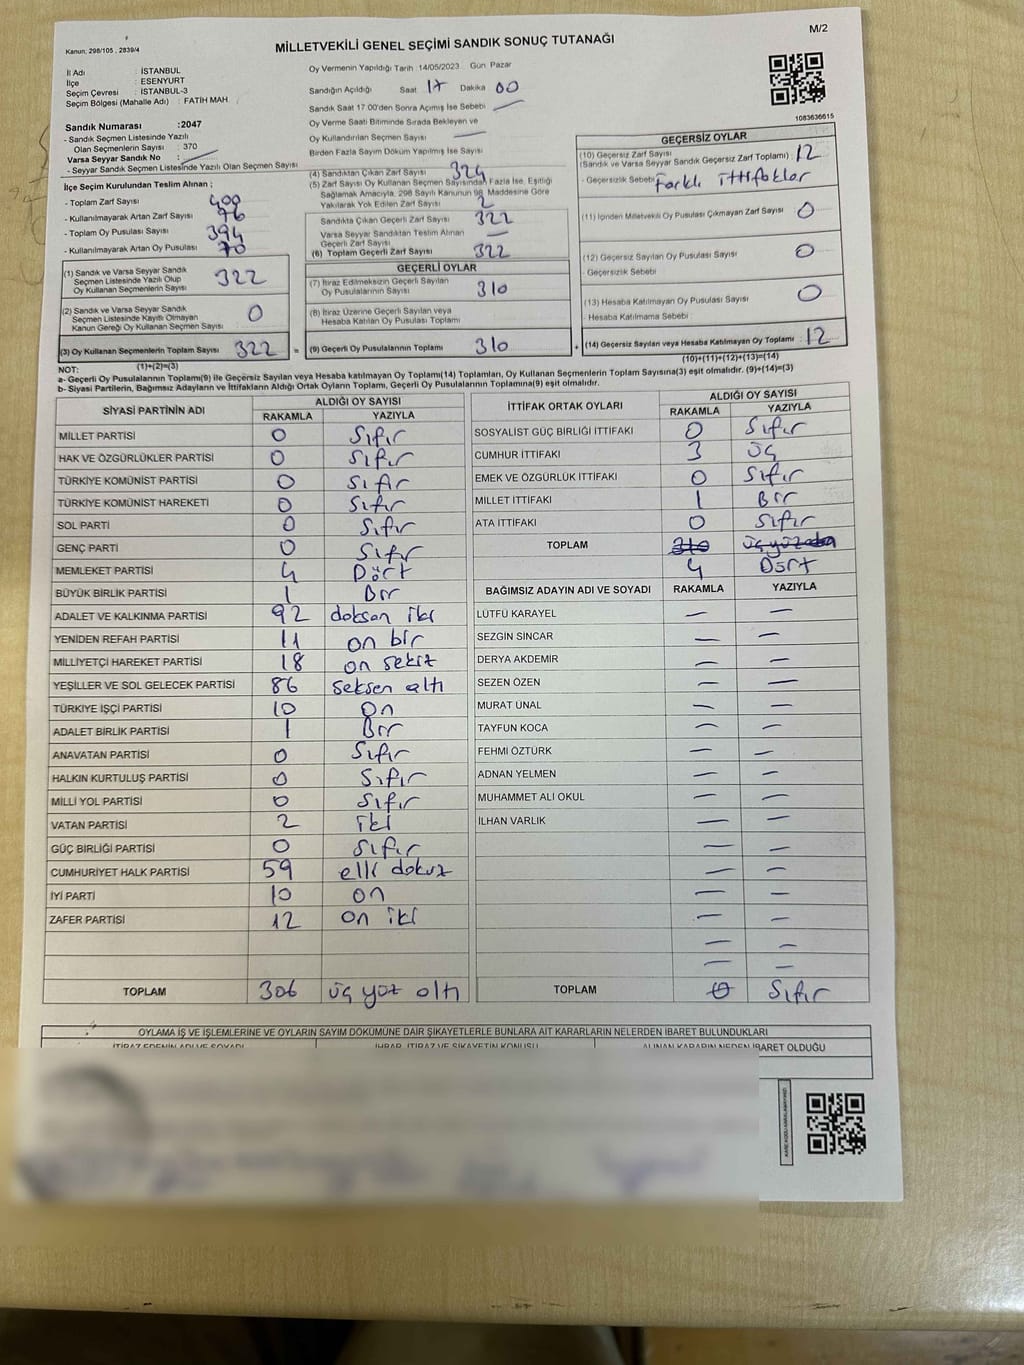 M/2
Kanun: 298/105 , 2839/4
MİLLETVEKİLİ GENEL SEÇİMİ SANDIK SONUÇ TUTANAĞI
İl Adı : İSTANBUL
İlçe : ESENYURT
Seçim Çevresi : İSTANBUL-3
Seçim Bölgesi (Mahalle Adı) : FATİH MAH
Sandık Numarası :2047
- Sandık Seçmen Listesinde Yazılı
Olan Seçmenlerin Sayısı : 370
Varsa Seyyar Sandık No :
- Seyyar Sandık Seçmen Listesinde Yazılı Olan Seçmen Sayısı
İlçe Seçim Kurulundan Teslim Alınan ;
- Toplam Zarf Sayısı 400
- Kullanılmayarak Artan Zarf Sayısı 76
- Toplam Oy Pusulası Sayısı 394
- Kullanılmayarak Artan Oy Pusulası 70
Oy Vermenin Yapıldığı Tarih :14/05/2023 Gün Pazar
Sandığın Açıldığı Saat 17 Dakika 00
Sandık Saat 17.00'den Sonra Açımış İse Sebebi
Oy Verme Saati Bitiminde Sırada Bekleyen ve
Oy Kullandırılan Seçmen Sayısı
Birden Fazla Sayım Döküm Yapılmış İse Sayısı
(4) Sandıktan Çıkan Zarf Sayısı 324
(5) Zarf Sayısı Oy Kullanan Seçmen Sayısından Fazla İse, Eşitliği
Sağlamak Amacıyla, 298 Sayılı Kanunun 98. Maddesine Göre
Yakılarak Yok Edilen Zarf Sayısı 2
Sandıkta Çıkan Geçerli Zarf Sayısı 322
Varsa Seyyar Sandıktan Teslim Alınan
Geçerli Zarf Sayısı
(6) Toplam Geçerli Zarf Sayısı 322
1083636615
GEÇERSİZ OYLAR
(10) Geçersiz Zarf Sayısı
(Sandık ve Varsa Seyyar Sandık Geçersiz Zarf Toplamı) 12
- Geçersizlik Sebebi Farklı ittifaklar
(11) İçinden Milletvekili Oy Pusulası Çıkmayan Zarf Sayısı 0
(12) Geçersiz Sayılan Oy Pusulası Sayısı 0
- Geçersizlik Sebebi
(13) Hesaba Katılmayan Oy Pusulası Sayısı 0
- Hesaba Katılmama Sebebi
(14) Geçersiz Sayılan veya Hesaba Katılmayan Oy Toplamı 12
(10)+(11)+(12)+(13)=(14)
(1) Sandık ve Varsa Seyyar Sandık
Seçmen Listesinde Yazılı Olup
Oy Kullanan Seçmenlerin Sayısı 322
(2) Sandık ve Varsa Seyyar Sandık
Seçmen Listesinde Kayıtlı Olmayan
Kanun Gereği Oy Kullanan Seçmen Sayısı 0
(3) Oy Kullanan Seçmenlerin Toplam Sayısı 322 =
(1)+(2)=(3)
GEÇERLİ OYLAR
(7) İtiraz Edilmeksizin Geçerli Sayılan
Oy Pusulalarının Sayısı 310
(8) İtiraz Üzerine Geçerli Sayılan veya
Hesaba Katılan Oy Pusulası Toplamı
(9) Geçerli Oy Pusulalarının Toplamı 310 +
NOT:
a- Geçerli Oy Pusulalarının Toplamı(9) ile Geçersiz Sayılan veya Hesaba katılmayan Oy Toplamı(14) Toplamları, Oy Kullanan Seçmenlerin Toplam Sayısına(3) eşit olmalıdır. (9)+(14)=(3)
b- Siyasi Partilerin, Bağımsız Adayların ve İttifakların Aldığı Ortak Oyların Toplamı, Geçerli Oy Pusulalarının Toplamına(9) eşit olmalıdır.
SİYASİ PARTİNİN ADI ALDIĞI OY SAYISI
RAKAMLA YAZIYLA
MİLLET PARTİSİ 0 Sıfır
HAK VE ÖZGÜRLÜKLER PARTİSİ 0 Sıfır
TÜRKİYE KOMÜNİST PARTİSİ 0 Sıfır
TÜRKİYE KOMÜNİST HAREKETİ 0 Sıfır
SOL PARTİ 0 Sıfır
GENÇ PARTİ 0 Sıfır
MEMLEKET PARTİSİ 4 Dört
BÜYÜK BİRLİK PARTİSİ 1 Bir
ADALET VE KALKINMA PARTİSİ 92 doksan iki
YENİDEN REFAH PARTİSİ 11 on bir
MİLLİYETÇİ HAREKET PARTİSİ 18 on sekiz
YEŞİLLER VE SOL GELECEK PARTİSİ 86 seksen altı
TÜRKİYE İŞÇİ PARTİSİ 10 On
ADALET BİRLİK PARTİSİ 1 Bir
ANAVATAN PARTİSİ 0 Sıfır
HALKIN KURTULUŞ PARTİSİ 0 Sıfır
MİLLİ YOL PARTİSİ 0 Sıfır
VATAN PARTİSİ 2 iki
GÜÇ BİRLİĞİ PARTİSİ 0 Sıfır
CUMHURİYET HALK PARTİSİ 59 elli dokuz
İYİ PARTİ 10 on
ZAFER PARTİSİ 12 on iki
TOPLAM 306 üç yüz altı
İTTİFAK ORTAK OYLARI ALDIĞI OY SAYISI
RAKAMLA YAZIYLA
SOSYALİST GÜÇ BİRLİĞİ İTTİFAKI 0 Sıfır
CUMHUR İTTİFAKI 3 üç
EMEK VE ÖZGÜRLÜK İTTİFAKI 0 Sıfır
MİLLET İTTİFAKI 1 Bir
ATA İTTİFAKI 0 Sıfır
TOPLAM 310 üç yüz on
4 Dört
BAĞIMSIZ ADAYIN ADI VE SOYADI RAKAMLA YAZIYLA
LÜTFÜ KARAYEL — —
SEZGİN SİNCAR — —
DERYA AKDEMİR — —
SEZEN ÖZEN — —
MURAT ÜNAL — —
TAYFUN KOCA — —
FEHMİ ÖZTÜRK — —
ADNAN YELMEN — —
MUHAMMET ALİ OKUL — —
İLHAN VARLIK — —
— —
— —
— —
— —
— —
— —
TOPLAM 0 Sıfır
OYLAMA İŞ VE İŞLEMLERİNE VE OYLARIN SAYIM DÖKÜMÜNE DAİR ŞİKAYETLERLE BUNLARA AİT KARARLARIN NELERDEN İBARET BULUNDUKLARI
İTİRAZ EDENİN ADI VE SOYADI İHBAR, İTİRAZ VE ŞİKAYETİN KONUSU ALINAN KARARIN NEDEN İBARET OLDUĞU